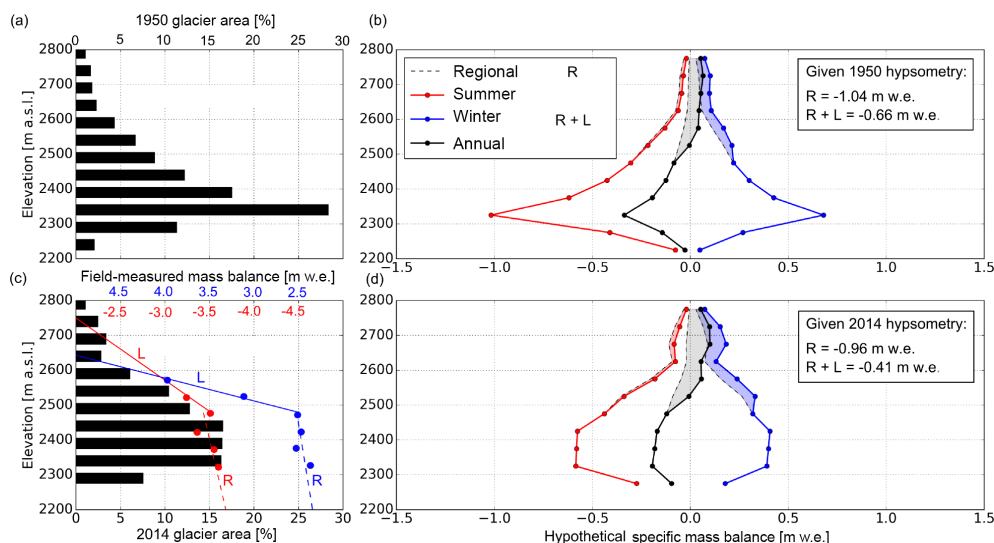 (a)
1950 glacier area [%]
0 5 10 15 20 25 30
2800
2700
2600
2500
2400
2300
2200
Elevation [m a.s.l.]
(b)
2800
2700
2600
2500
2400
2300
2200
Regional R
Summer
Winter R + L
Annual
Given 1950 hypsometry:
R = -1.04 m w.e.
R + L = -0.66 m w.e.
−1.5 −1.0 −0.5 0.0 0.5 1.0 1.5
(c)
Field-measured mass balance [m w.e.]
4.5 4.0 3.5 3.0 2.5
-2.5 -3.0 -3.5 -4.0 -4.5
2800
2700
2600
2500
2400
2300
2200
Elevation [m a.s.l.]
L
L
R
R
0 5 10 15 20 25 30
2014 glacier area [%]
(d)
2800
2700
2600
2500
2400
2300
2200
Given 2014 hypsometry:
R = -0.96 m w.e.
R + L = -0.41 m w.e.
−1.5 −1.0 −0.5 0.0 0.5 1.0 1.5
Hypothetical specific mass balance [m w.e.]